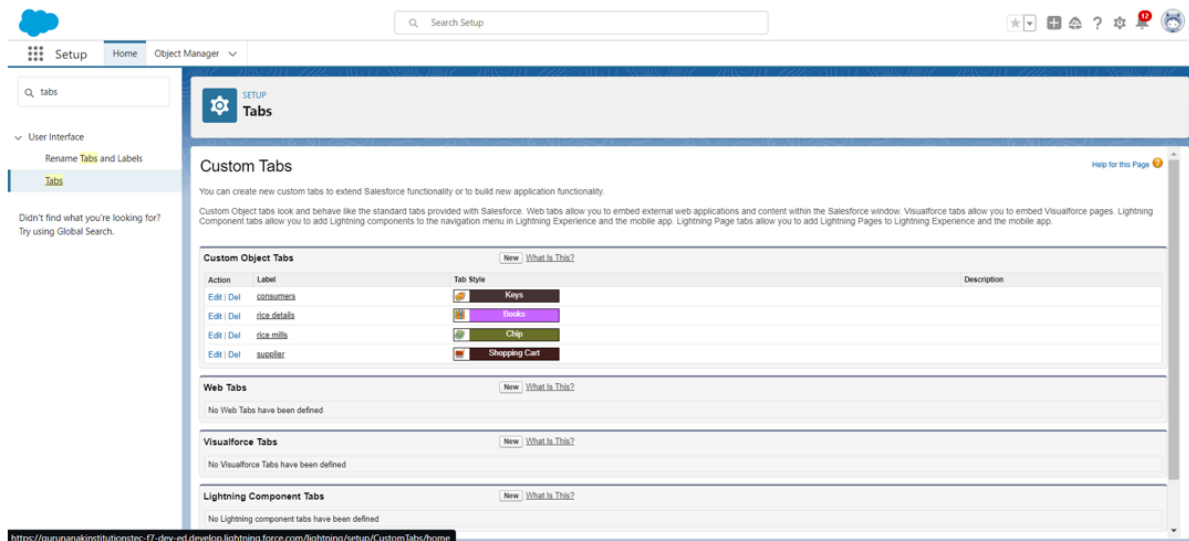 Search Setup
12
Setup
Home
Object Manager
tabs
User Interface
Rename Tabs and Labels
Tabs
Didn't find what you're looking for?
Try using Global Search.
SETUP
Tabs
Custom Tabs
Help for this Page
You can create new custom tabs to extend Salesforce functionality or to build new application functionality.
Custom Object tabs look and behave like the standard tabs provided with Salesforce. Web tabs allow you to embed external web applications and content within the Salesforce window. Visualforce tabs allow you to embed Visualforce pages. Lightning
Component tabs allow you to add Lightning components to the navigation menu in Lightning Experience and the mobile app. Lightning Page tabs allow you to add Lightning Pages to Lightning Experience and the mobile app.
Custom Object Tabs New What Is This?
Action Label Tab Style Description
Edit | Del consumers Keys
Edit | Del rice details Books
Edit | Del rice mills Chip
Edit | Del supplier Shopping Cart
Web Tabs New What Is This?
No Web Tabs have been defined
Visualforce Tabs New What Is This?
No Visualforce Tabs have been defined
Lightning Component Tabs New What Is This?
No Lightning component tabs have been defined
https://gurunanakinstitutionstec-f7-dev-ed.develop.lightning.force.com/lightning/setup/CustomTabs/home